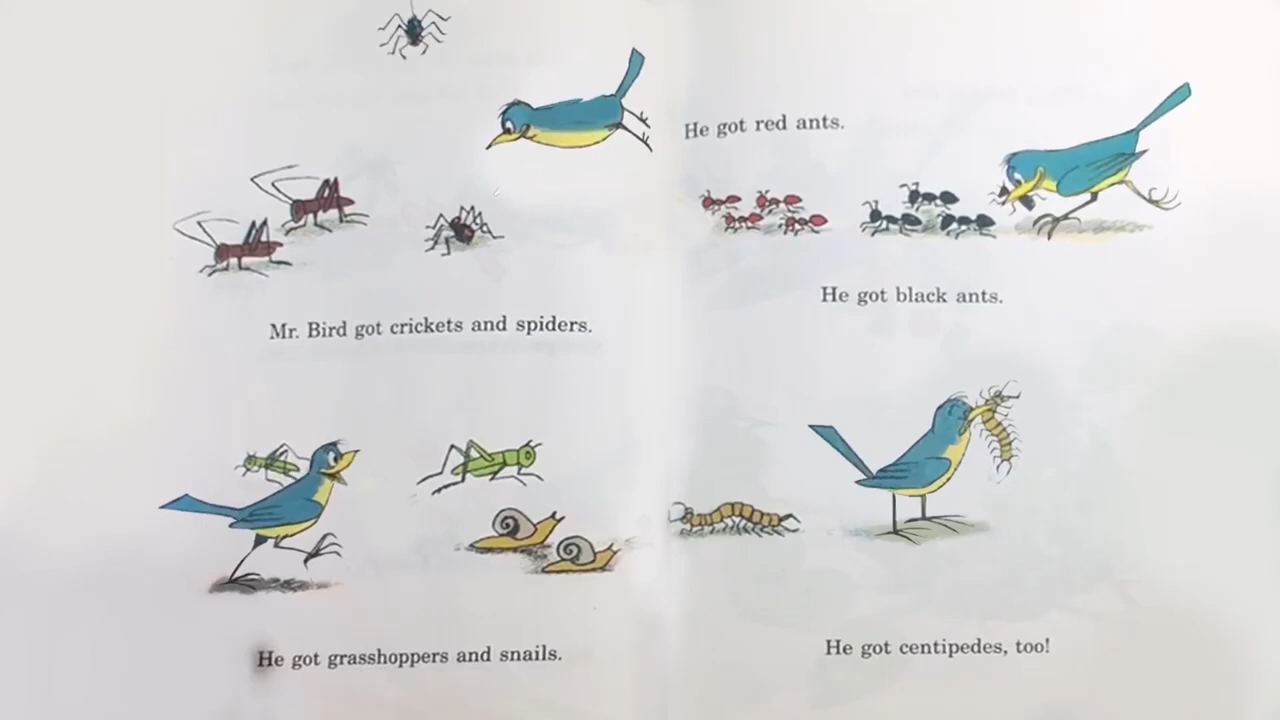 Mr. Bird got crickets and spiders.
He got grasshoppers and snails.
He got red ants.
He got black ants.
He got centipedes, too!